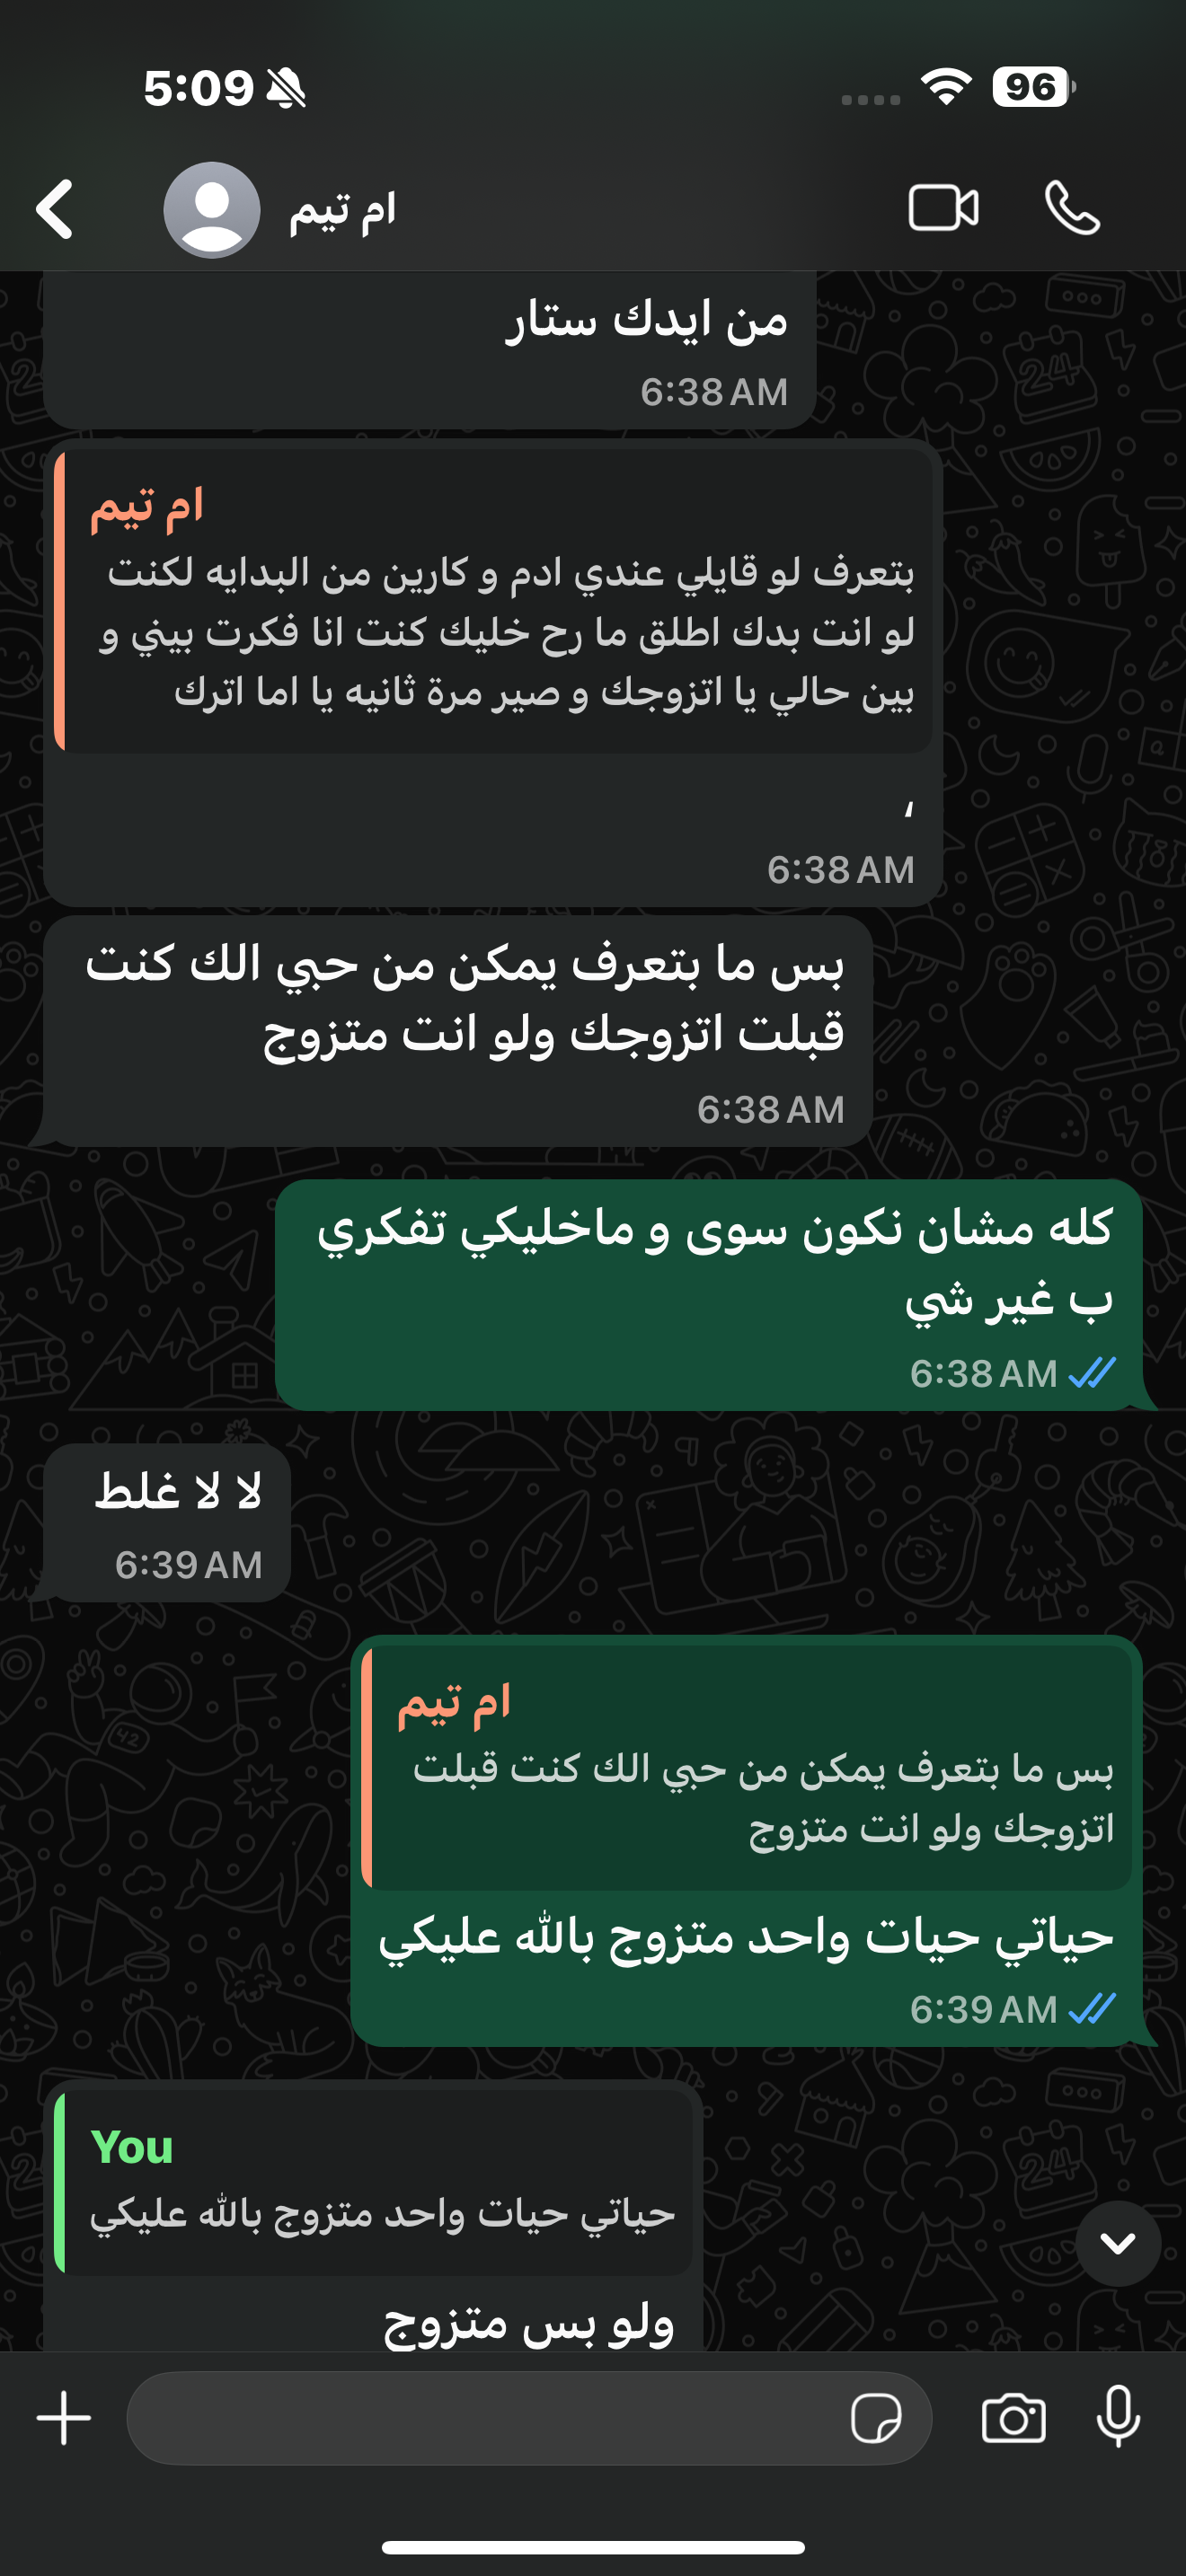 5:09
96
ام تيم
من ايدك ستار
6:38 AM
ام تيم
بتعرف لو قايلي عندي ادم و كارين من البدايه لكنت
لو انت بدك اطلق ما رح خليك كنت انا فكرت بيني و
بين حالي يا اتزوجك و صير مرة ثانيه يا اما اترك
،
6:38 AM
بس ما بتعرف يمكن من حبي الك كنت
قبلت اتزوجك ولو انت متزوج
6:38 AM
كله مشان نكون سوى و ماخليكي تفكري
ب غير شي
6:38 AM
لا لا غلط
6:39 AM
ام تيم
بس ما بتعرف يمكن من حبي الك كنت قبلت
اتزوجك ولو انت متزوج
حياتي حيات واحد متزوج بالله عليكي
6:39 AM
You
حياتي حيات واحد متزوج بالله عليكي
ولو بس متزوج